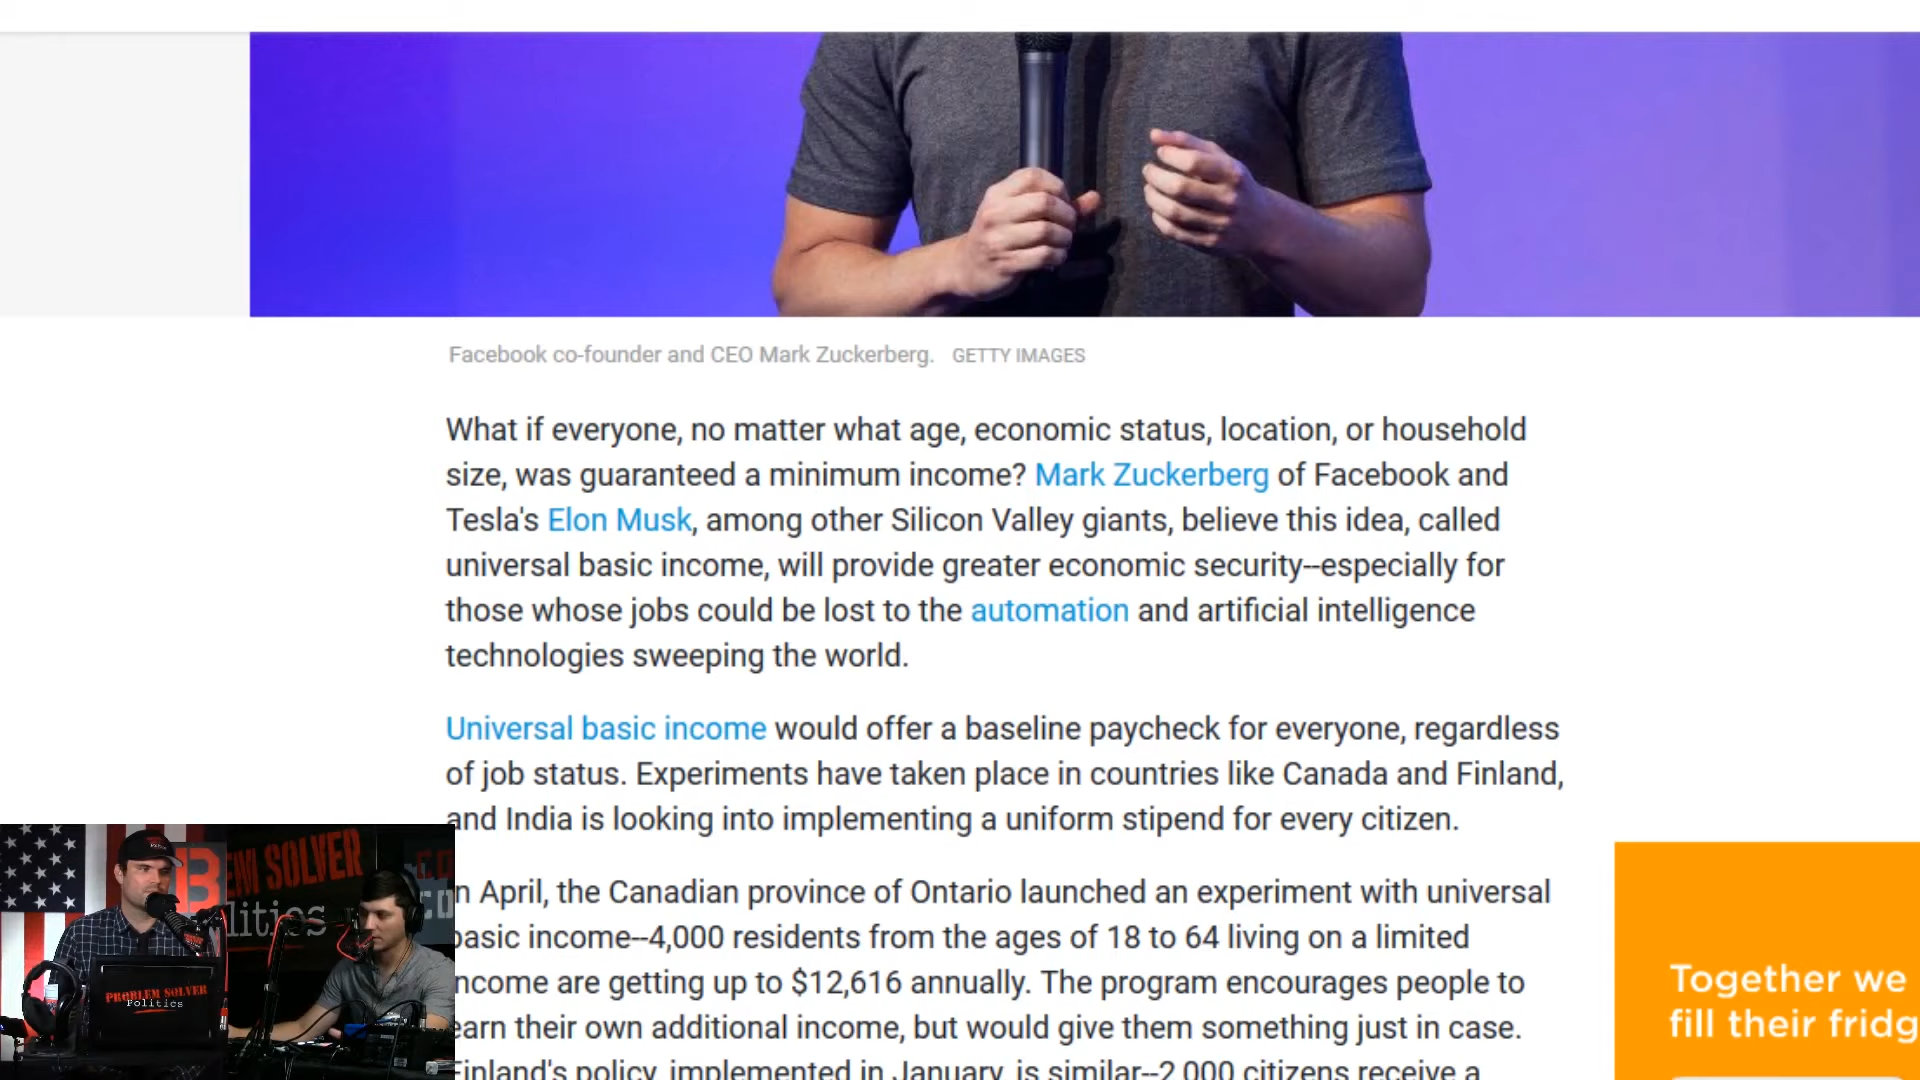 Facebook co-founder and CEO Mark Zuckerberg. GETTY IMAGES
What if everyone, no matter what age, economic status, location, or household
size, was guaranteed a minimum income? Mark Zuckerberg of Facebook and
Tesla's Elon Musk, among other Silicon Valley giants, believe this idea, called
universal basic income, will provide greater economic security--especially for
those whose jobs could be lost to the automation and artificial intelligence
technologies sweeping the world.
Universal basic income would offer a baseline paycheck for everyone, regardless
of job status. Experiments have taken place in countries like Canada and Finland,
and India is looking into implementing a uniform stipend for every citizen.
n April, the Canadian province of Ontario launched an experiment with universal
basic income--4,000 residents from the ages of 18 to 64 living on a limited
ncome are getting up to $12,616 annually. The program encourages people to
earn their own additional income, but would give them something just in case.
Finland's policy, implemented in January, is similar--2,000 citizens receive a
EM SOLVER
litics
PROBLEM SOLVER
Politics
Together we
fill their fridg